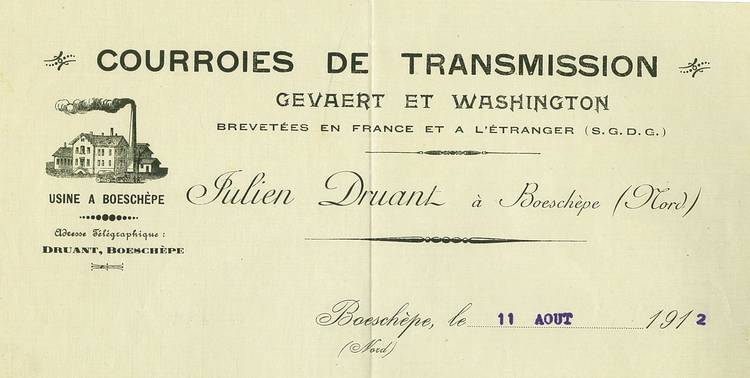 COURROIES DE TRANSMISSION
GEVAERT ET WASHINGTON
BREVETÉES EN FRANCE ET A L'ÉTRANGER (S.G.D.G.)
USINE A BOESCHÈPE
Adresse Télégraphique :
DRUANT, BOESCHÈPE
Julien Druant à Boeschèpe (Nord)
Boeschèpe, le 11 AOUT 1912
(Nord)